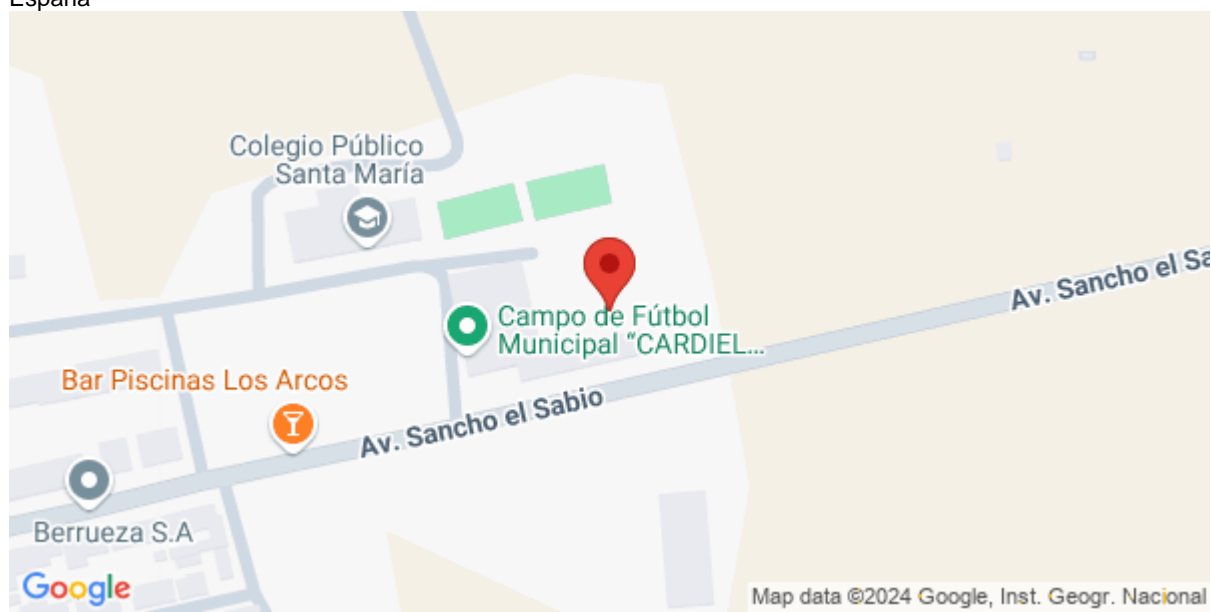 España
Colegio Público
Santa María
Av. Sancho el Sa
Campo de Fútbol
Municipal “CARDIEL...
Bar Piscinas Los Arcos
Av. Sancho el Sabio
Berrueza S.A
Google
Map data ©2024 Google, Inst. Geogr. Nacional